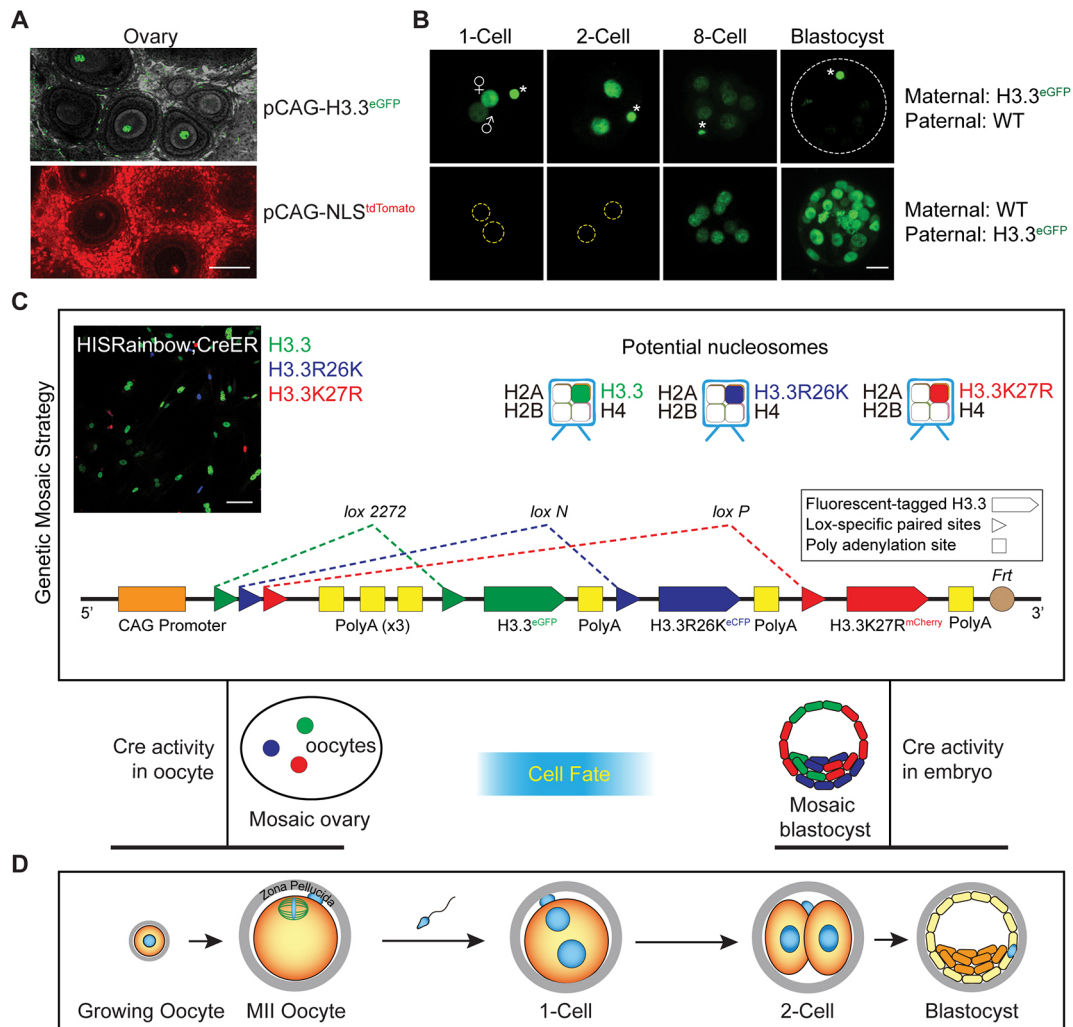 A
Ovary
pCAG-H3.3eGFP
pCAG-NLStdTomato
B
1-Cell
2-Cell
8-Cell
Blastocyst
♀
*
♂
*
*
*
Maternal: H3.3eGFP
Paternal: WT
Maternal: WT
Paternal: H3.3eGFP
C
Genetic Mosaic Strategy
HISRainbow;CreER
H3.3
H3.3R26K
H3.3K27R
Potential nucleosomes
H2A
H3.3
H2B
H4
H2A
H3.3R26K
H2B
H4
H2A
H3.3K27R
H2B
H4
Fluorescent-tagged H3.3
Lox-specific paired sites
Poly adenylation site
lox 2272
lox N
lox P
Frt
5'
3'
CAG Promoter
PolyA (x3)
H3.3eGFP
PolyA
H3.3R26KeCFP
PolyA
H3.3K27RmCherry
PolyA
Cre activity
in oocyte
oocytes
Mosaic ovary
Cell Fate
Mosaic
blastocyst
Cre activity
in embryo
D
Zona Pellucida
Growing Oocyte
MII Oocyte
1-Cell
2-Cell
Blastocyst